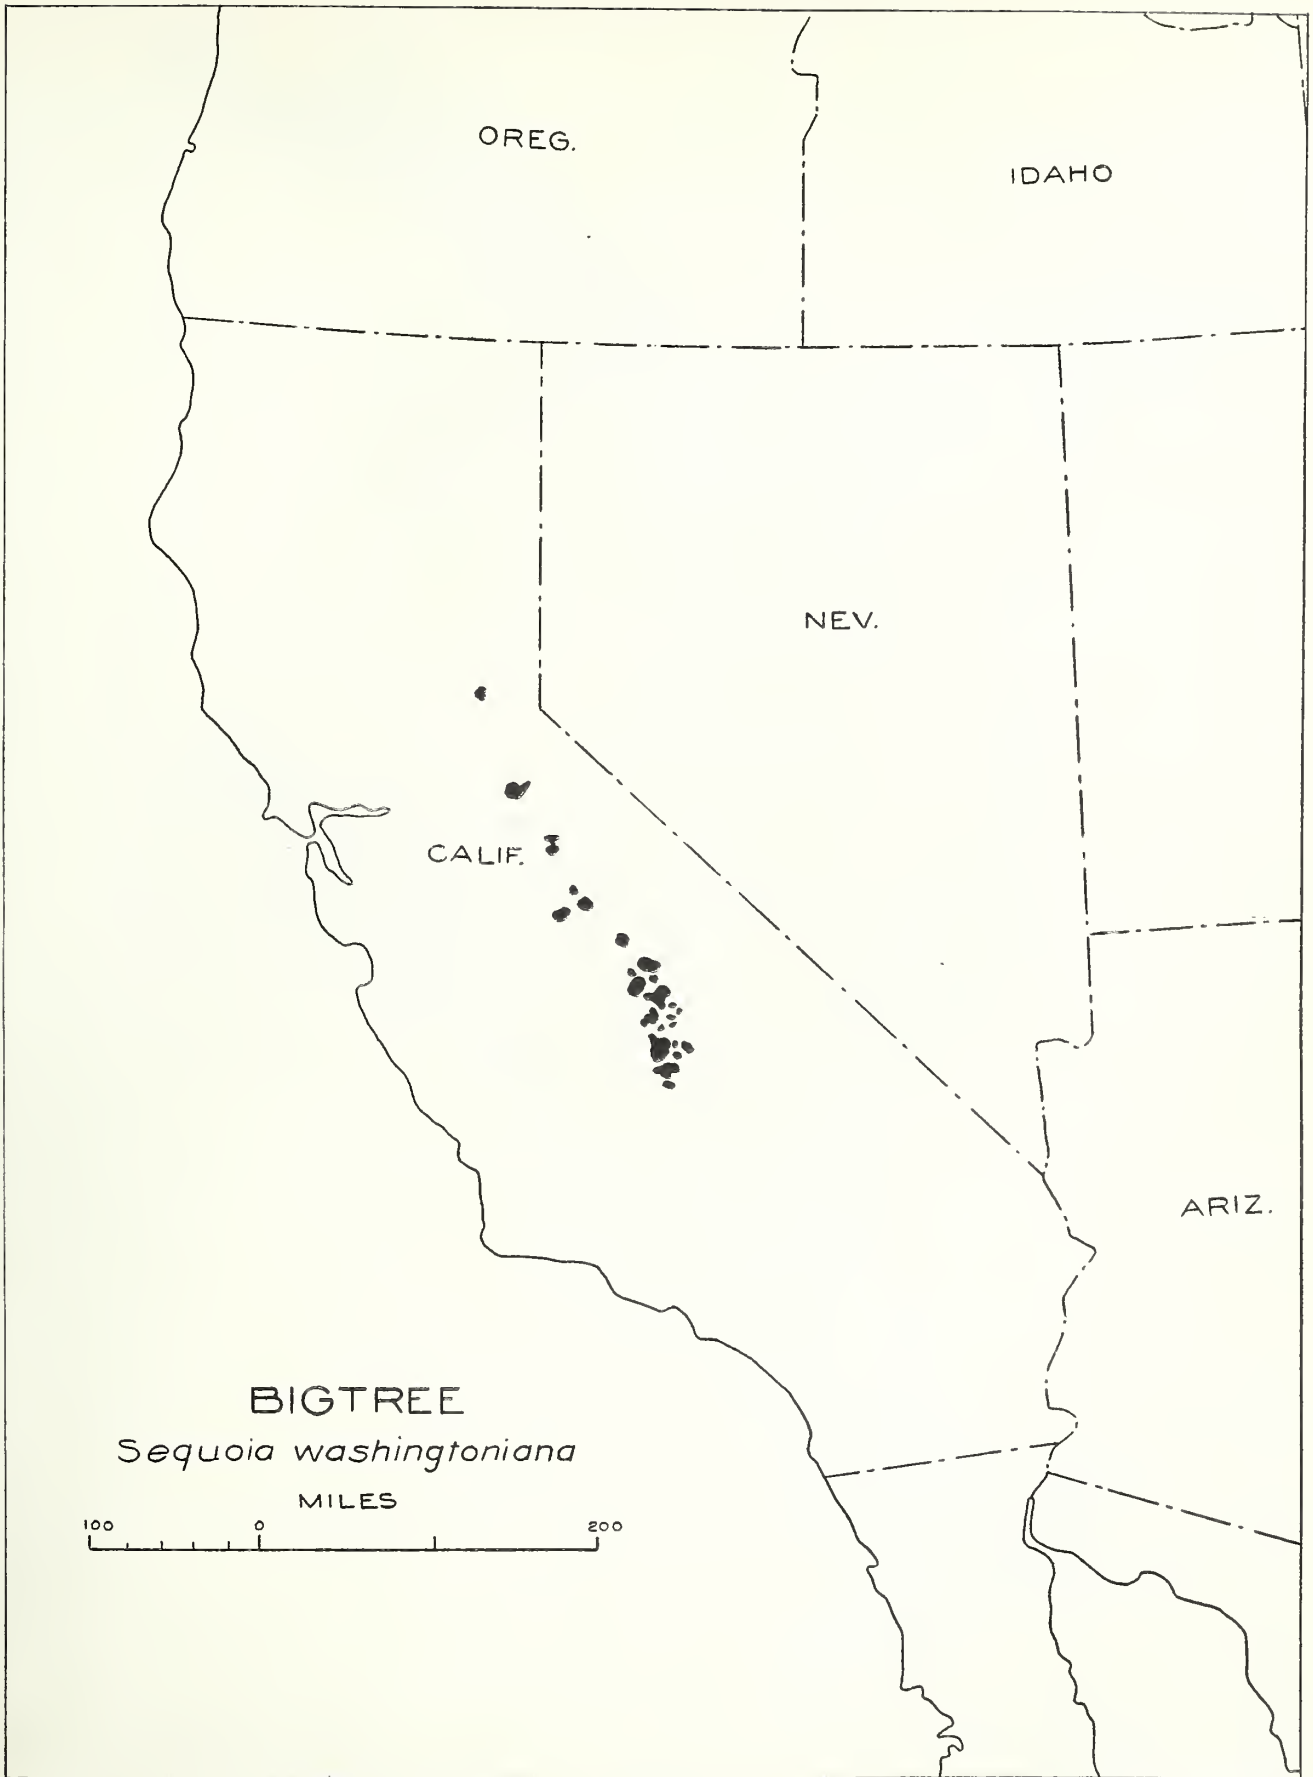 OREG.
IDAHO
NEV.
CALIF.
ARIZ.
BIGTREE
Sequoia washingtoniana
MILES
100 0 200